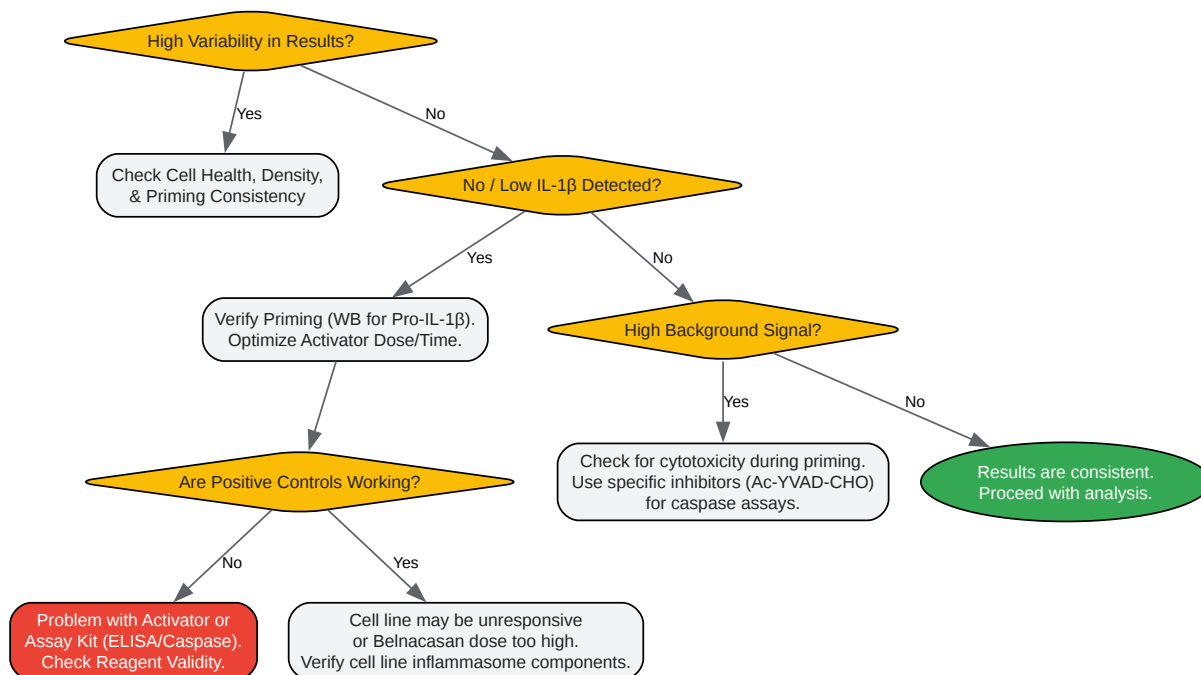 High Variability in Results?
Yes
No
Check Cell Health, Density,
& Priming Consistency
No / Low IL-1β Detected?
Yes
No
Verify Priming (WB for Pro-IL-1β).
Optimize Activator Dose/Time.
High Background Signal?
Yes
No
Are Positive Controls Working?
Check for cytotoxicity during priming.
Use specific inhibitors (Ac-YVAD-CHO)
for caspase assays.
Results are consistent.
Proceed with analysis.
No
Yes
Problem with Activator or
Assay Kit (ELISA/Caspase).
Check Reagent Validity.
Cell line may be unresponsive
or Belnacasan dose too high.
Verify cell line inflammasome components.